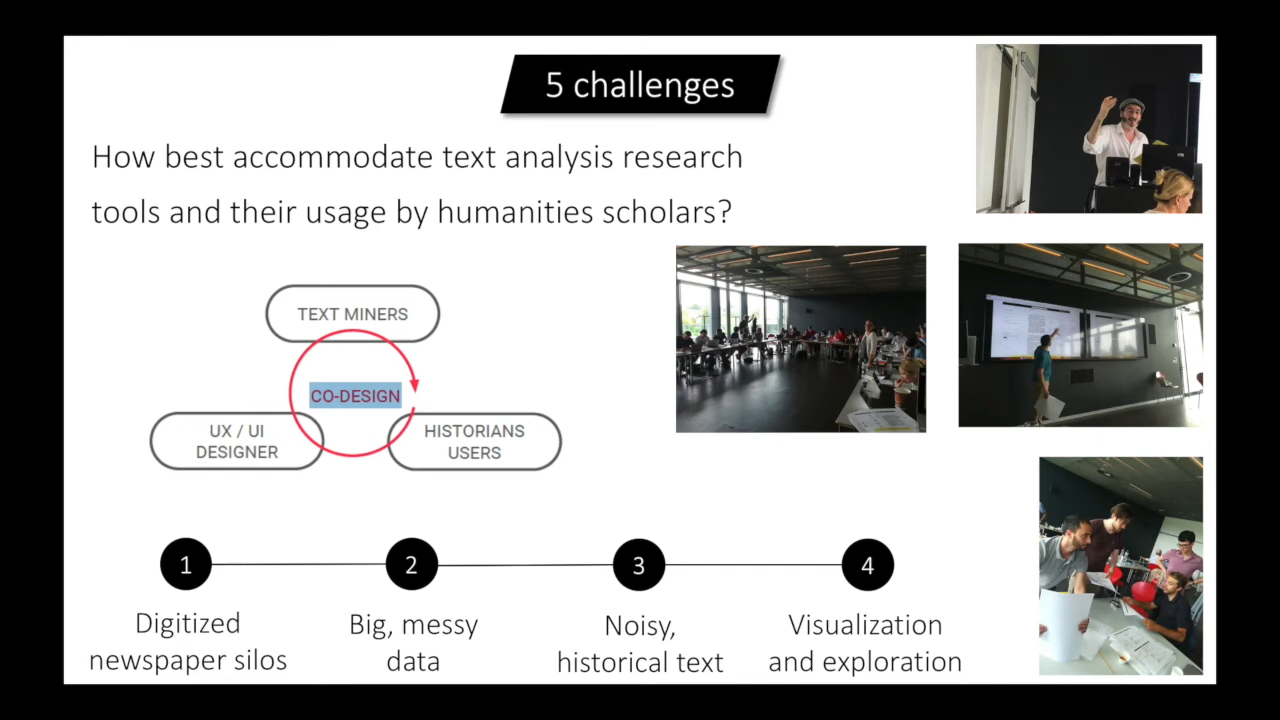 5 challenges
How best accommodate text analysis research
tools and their usage by humanities scholars?
TEXT MINERS
CO-DESIGN
UX / UI
DESIGNER
HISTORIANS
USERS
1
2
3
4
Digitized
newspaper silos
Big, messy
data
Noisy,
historical text
Visualization
and exploration